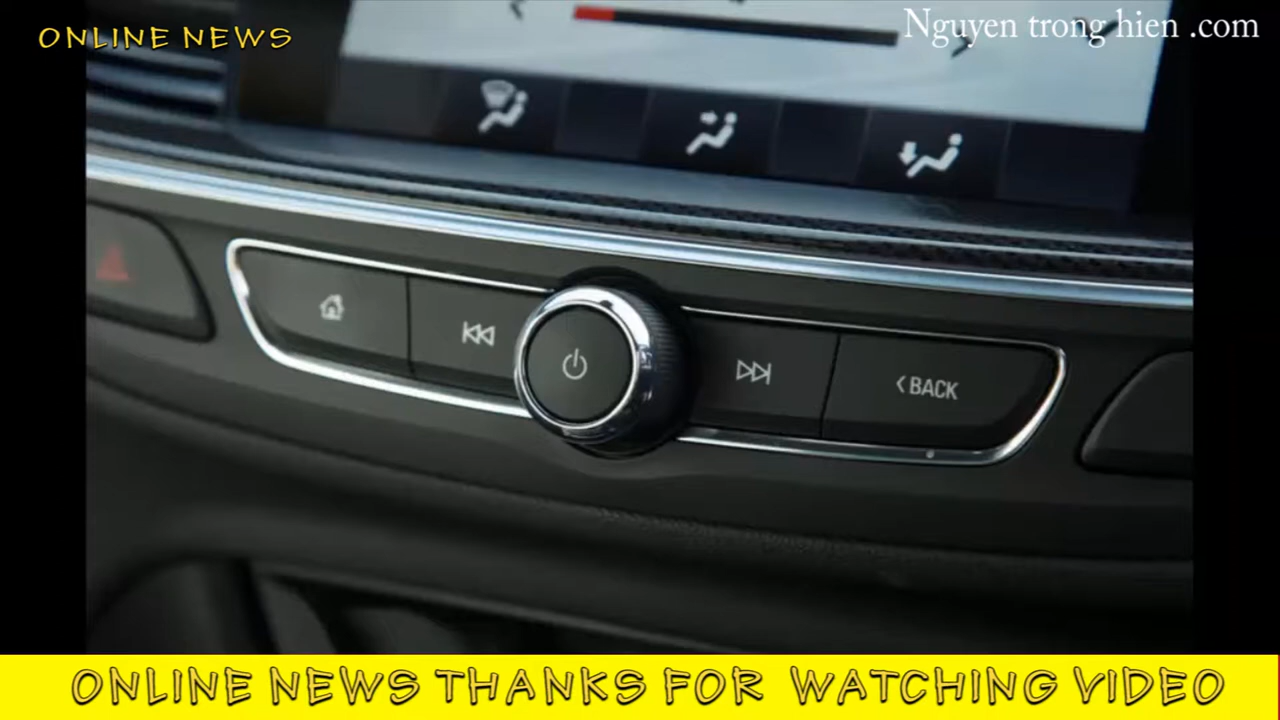 ONLINE NEWS
Nguyen trong hien .com
<BACK
ONLINE NEWS THANKS FOR WATCHING VIDEO